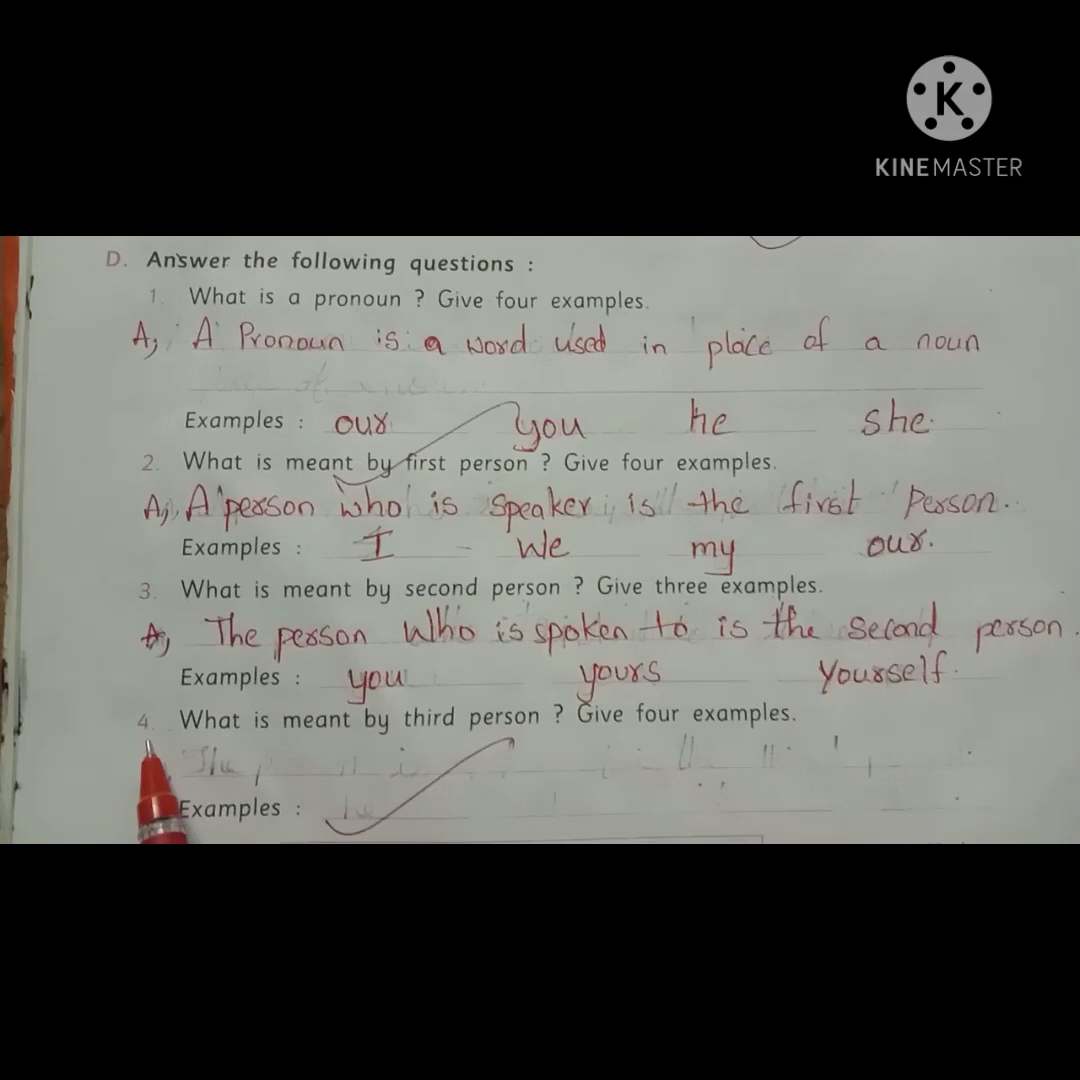 KINEMASTER
D. Answer the following questions :
1. What is a pronoun ? Give four examples.
A, A Pronoun is a word used in place of a noun
Examples : our you he she.
2. What is meant by first person ? Give four examples.
A, A person who is speaker is the first person.
Examples : I We my our.
3. What is meant by second person ? Give three examples.
A, The person who is spoken to is the second person.
Examples : you yours yourself.
4. What is meant by third person ? Give four examples.
The
Examples : he